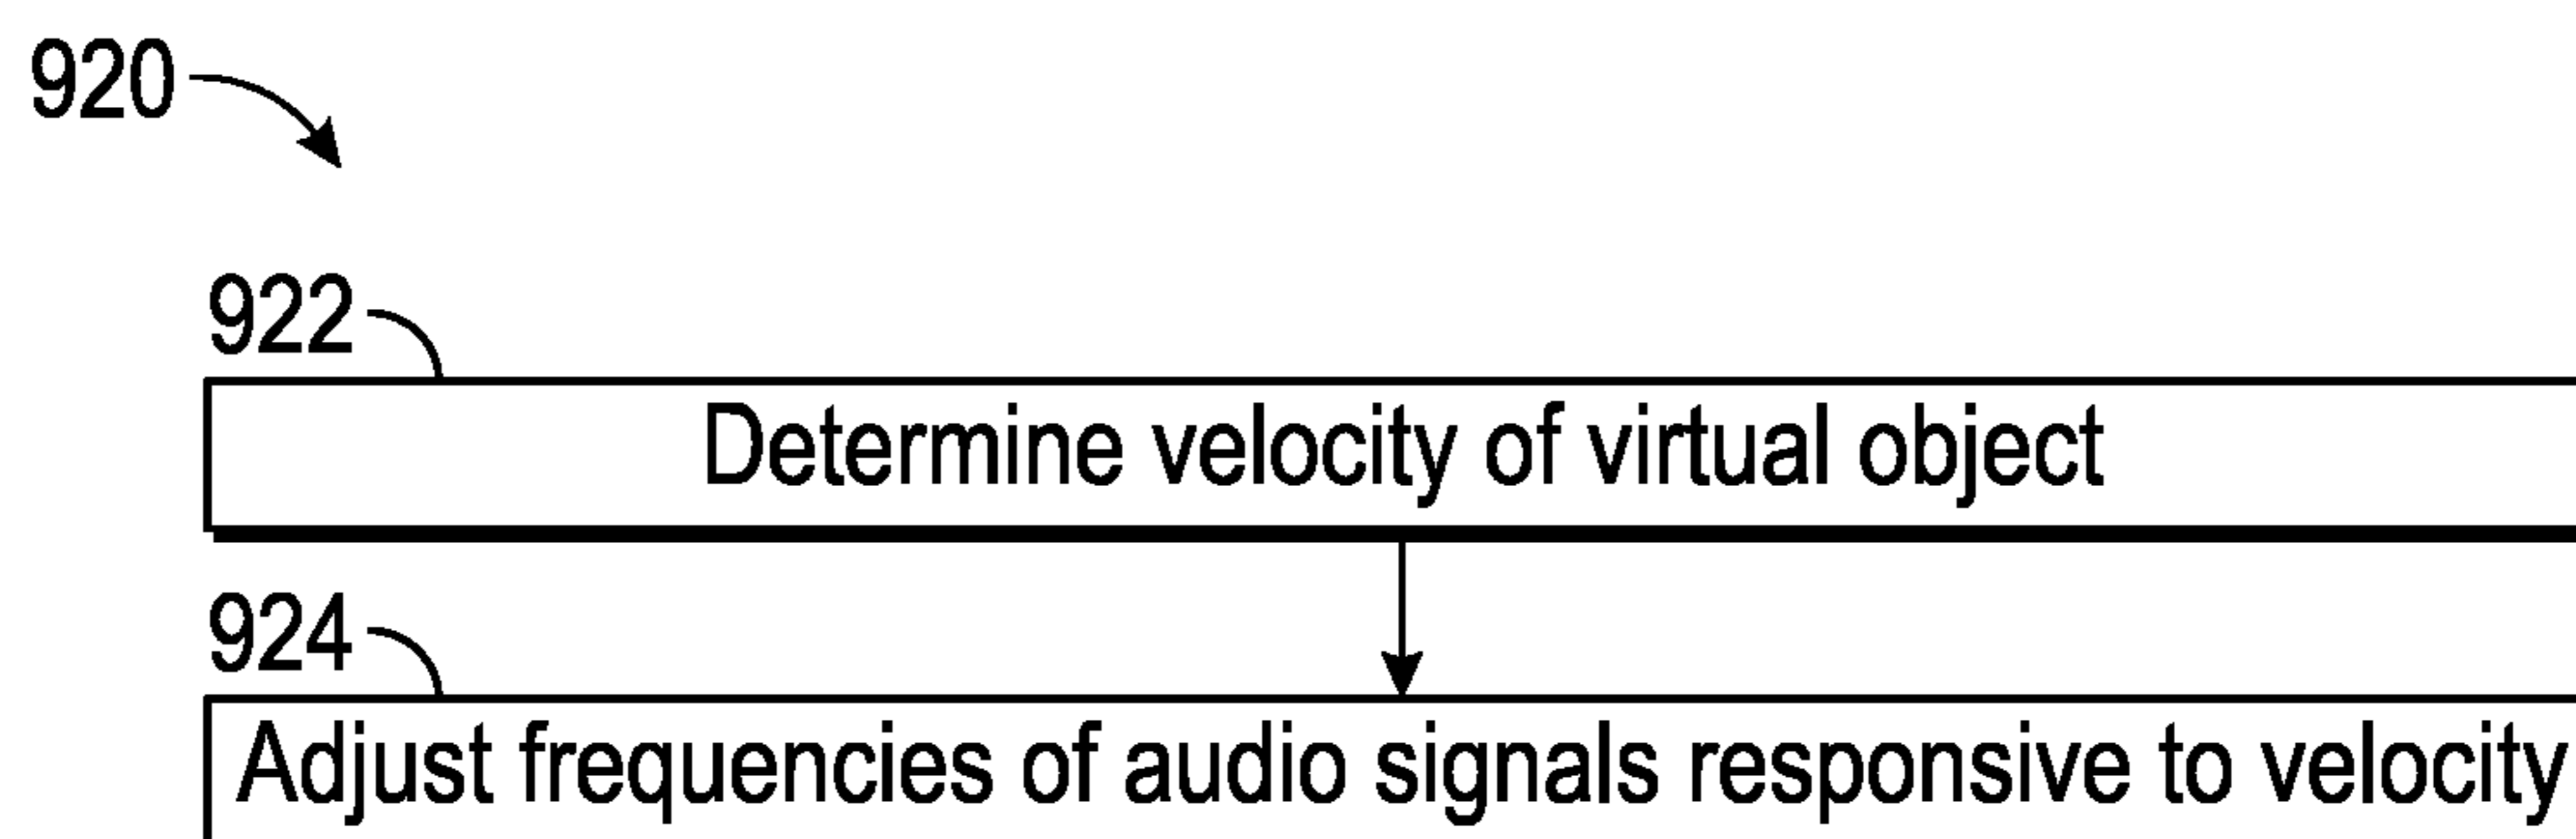 920
922
Determine velocity of virtual object
924
Adjust frequencies of audio signals responsive to velocity